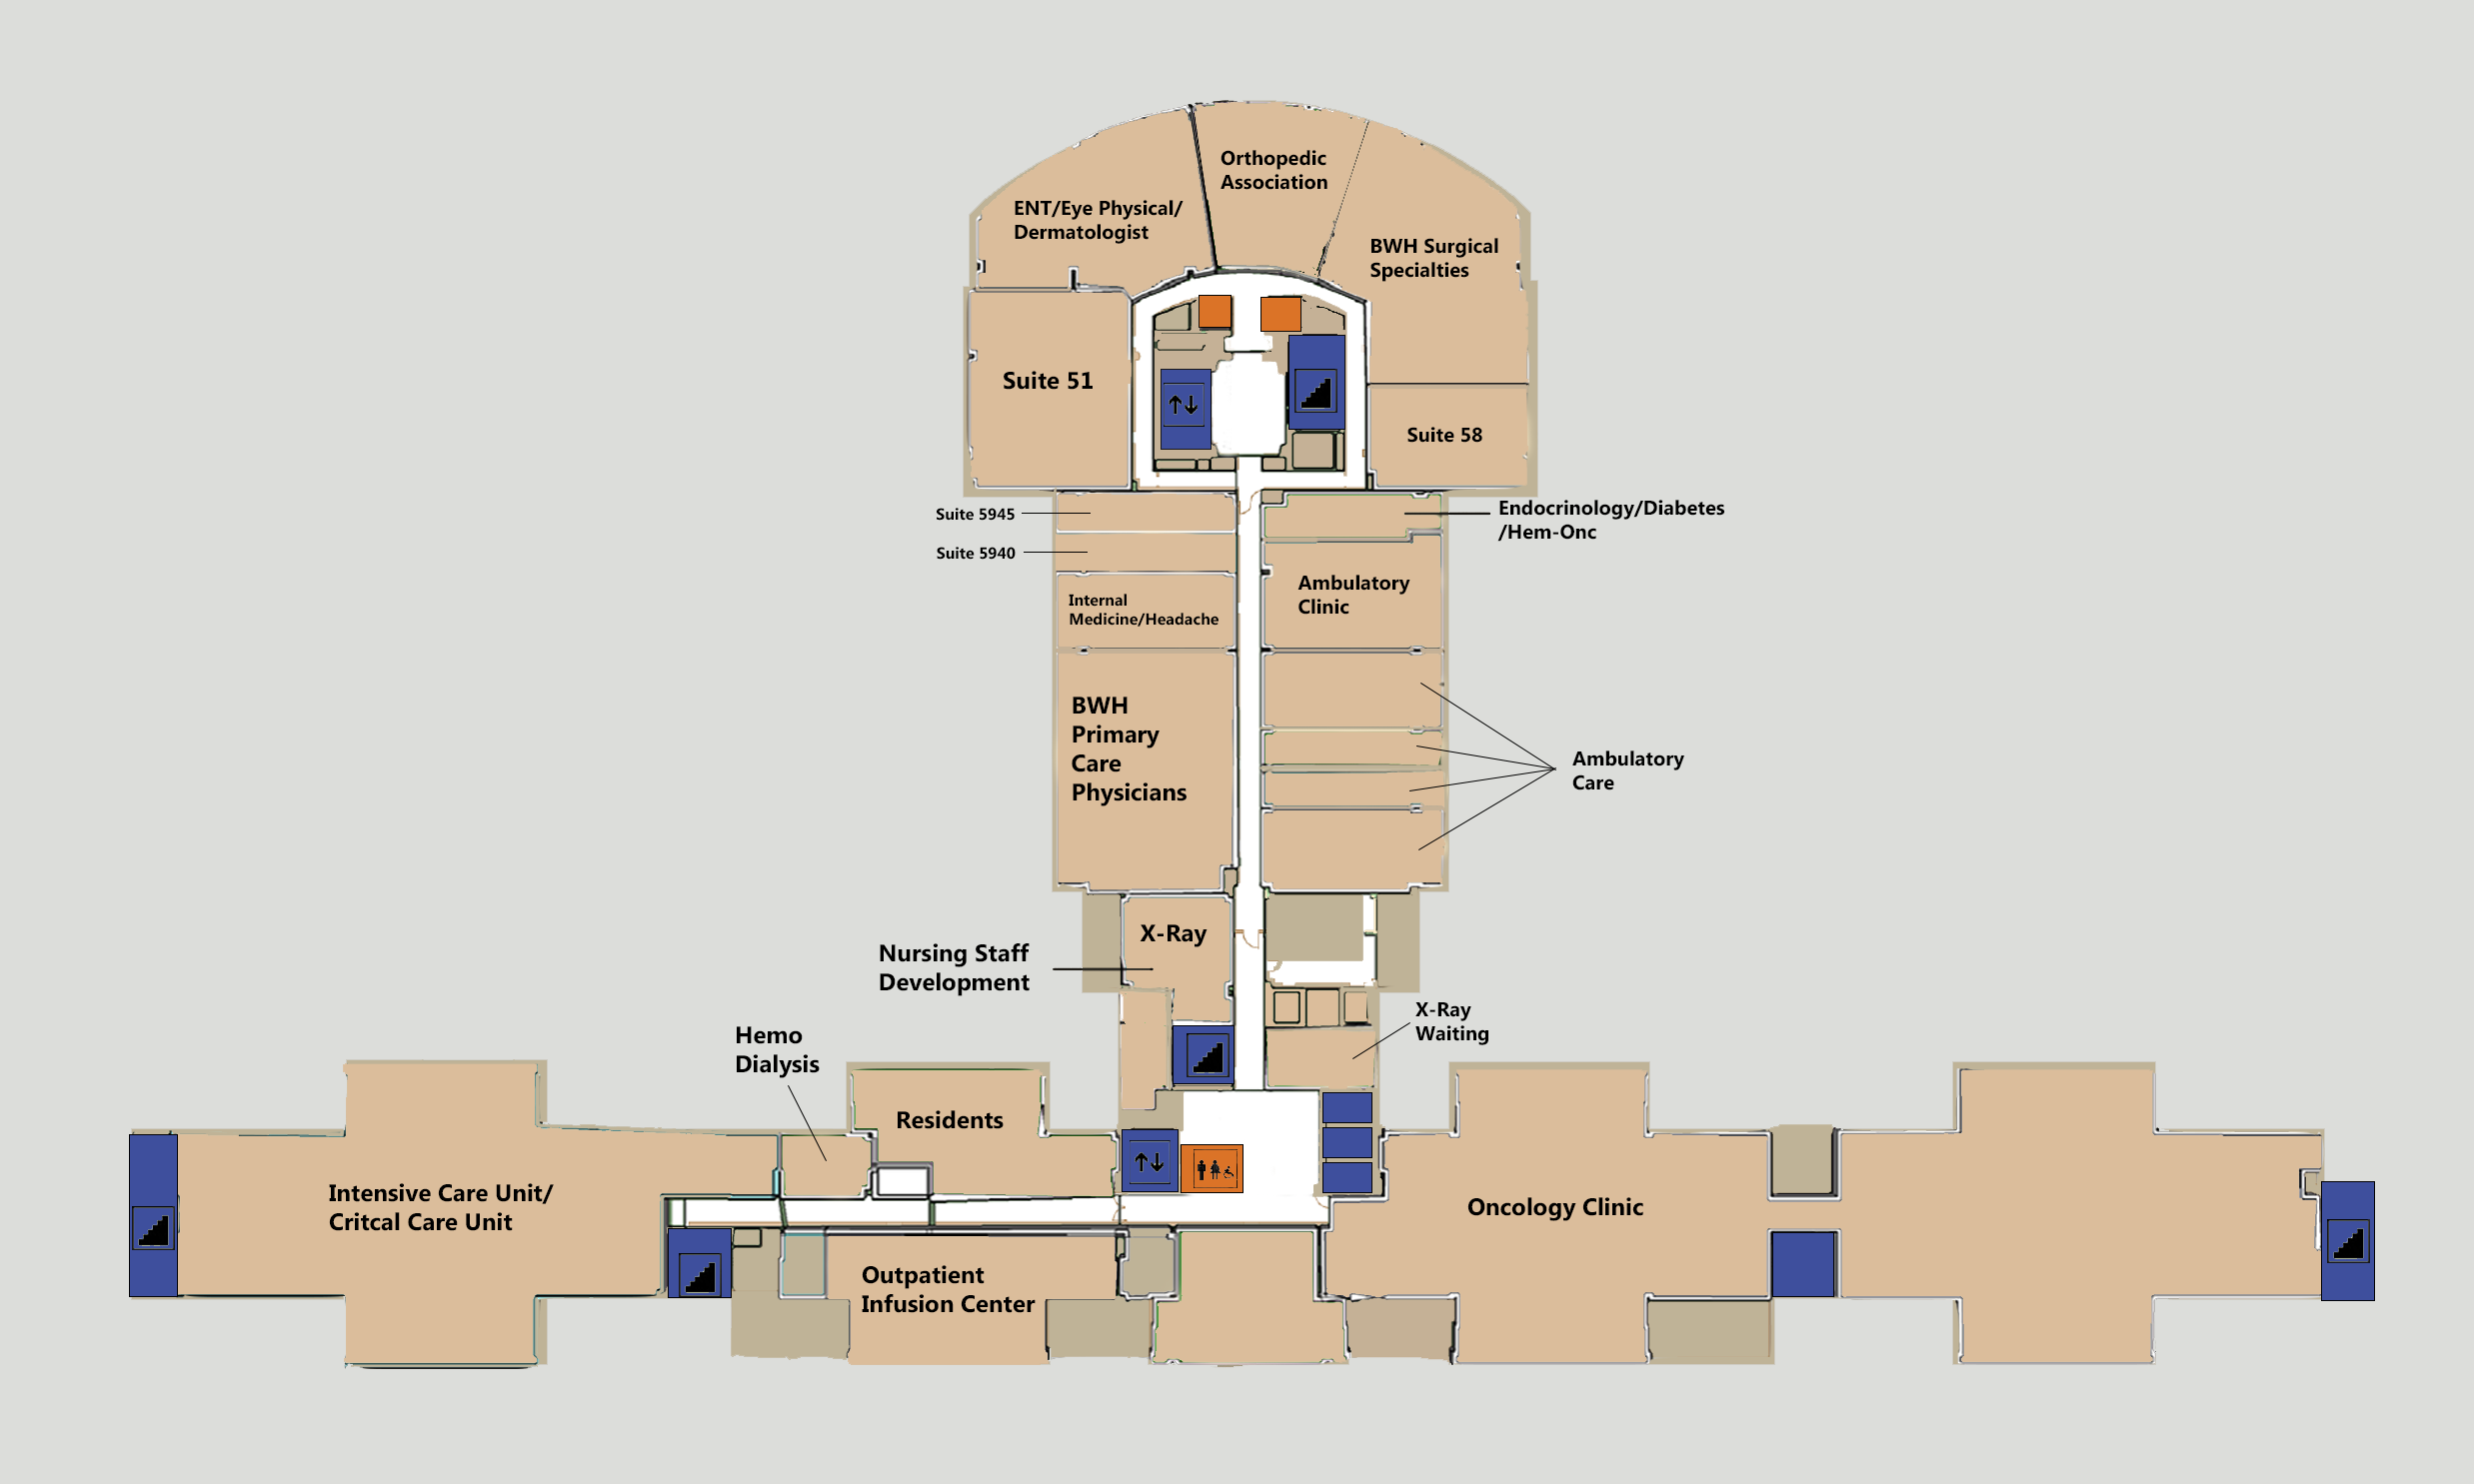 Orthopedic
Association
ENT/Eye Physical/
Dermatologist
BWH Surgical
Specialties
Suite 51
Suite 58
Suite 5945
Endocrinology/Diabetes
/Hem-Onc
Suite 5940
Ambulatory
Clinic
Internal
Medicine/Headache
BWH
Primary
Care
Physicians
Ambulatory
Care
X-Ray
Nursing Staff
Development
X-Ray
Waiting
Hemo
Dialysis
Residents
Intensive Care Unit/
Critcal Care Unit
Oncology Clinic
Outpatient
Infusion Center